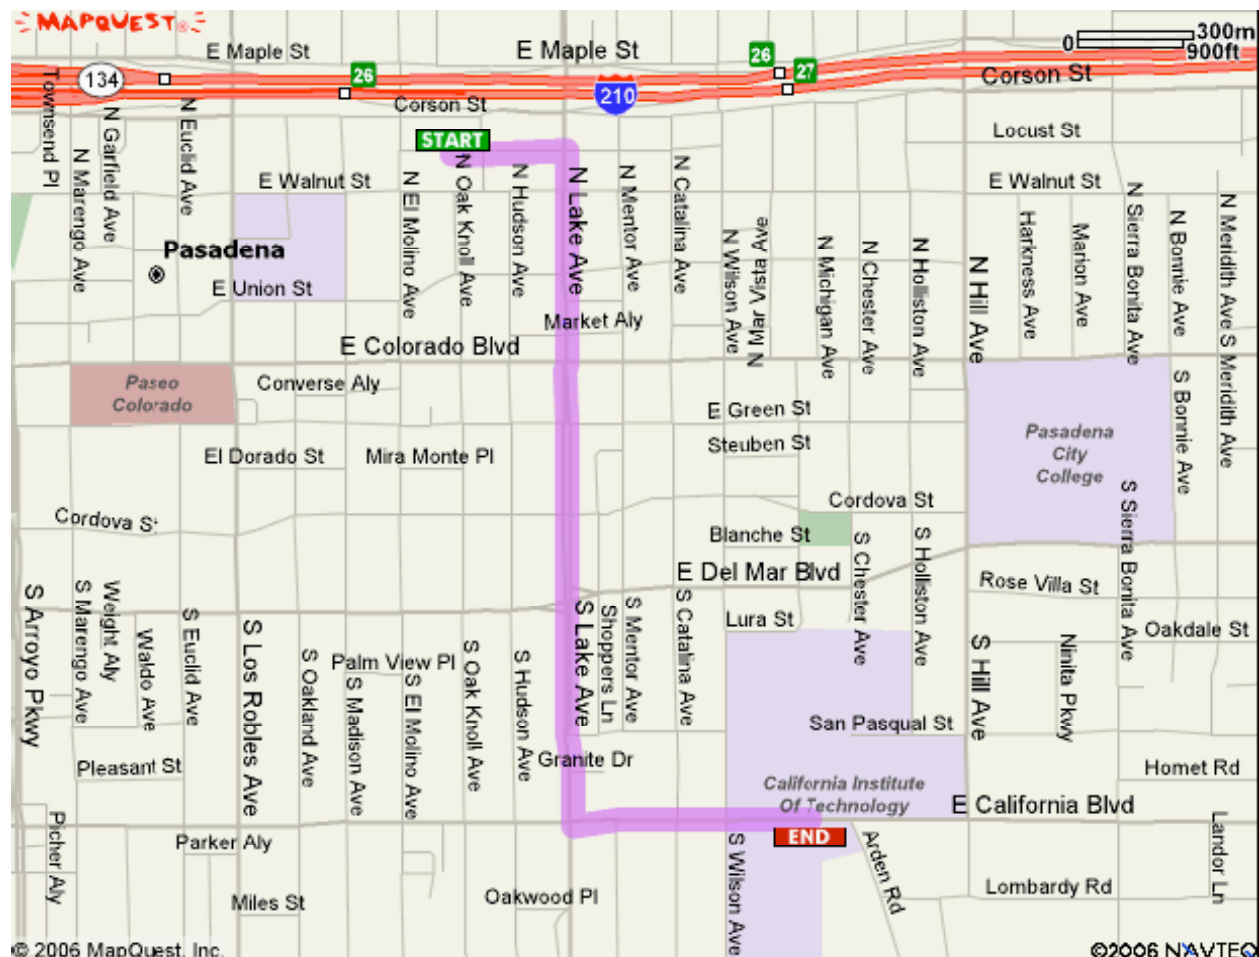 MAPQUEST®
E Maple St
E Maple St
26
27
300m
0
900ft
134
26
210
Corson St
Corson St
START
Locust St
Townsend Pl
N Garfield Ave
N Euclid Ave
N Marengo Ave
E Walnut St
N El Molino Ave
N Oak Knoll Ave
N Hudson Ave
N Lake Ave
N Mentor Ave
N Catalina Ave
N Wilson Ave
N Mar Vista Ave
N Michigan Ave
N Chester Ave
N Holliston Ave
N Hill Ave
E Walnut St
Harkness Ave
Marion Ave
N Sierra Bonita Ave
N Bonnie Ave
N Meridith Ave
Pasadena
E Union St
Market Aly
E Colorado Blvd
Paseo
Colorado
Converse Aly
E Green St
Steuben St
Pasadena
City
College
S Bonnie Ave
S Meridith Ave
El Dorado St
Mira Monte Pl
Cordova St
Cordova St
Blanche St
E Del Mar Blvd
S Chester Ave
S Holliston Ave
S Sierra Bonita Ave
Rose Villa St
Oakdale St
S Arroyo Pkwy
S Marengo Ave
Weight Aly
Waldo Ave
S Euclid Ave
S Los Robles Ave
S Oakland Ave
Palm View Pl
S Madison Ave
S El Molino Ave
S Oak Knoll Ave
S Hudson Ave
S Lake Ave
Shoppers Ln
S Mentor Ave
S Catalina Ave
Lura St
S Hill Ave
Ninita Pkwy
San Pasqual St
Pleasant St
Granite Dr
Homet Rd
California Institute
Of Technology
E California Blvd
END
Picher Aly
Parker Aly
S Wilson Ave
Arden Rd
Landor Ln
Miles St
Oakwood Pl
Lombardy Rd
© 2006 MapQuest, Inc.
©2006 NAVTEQ